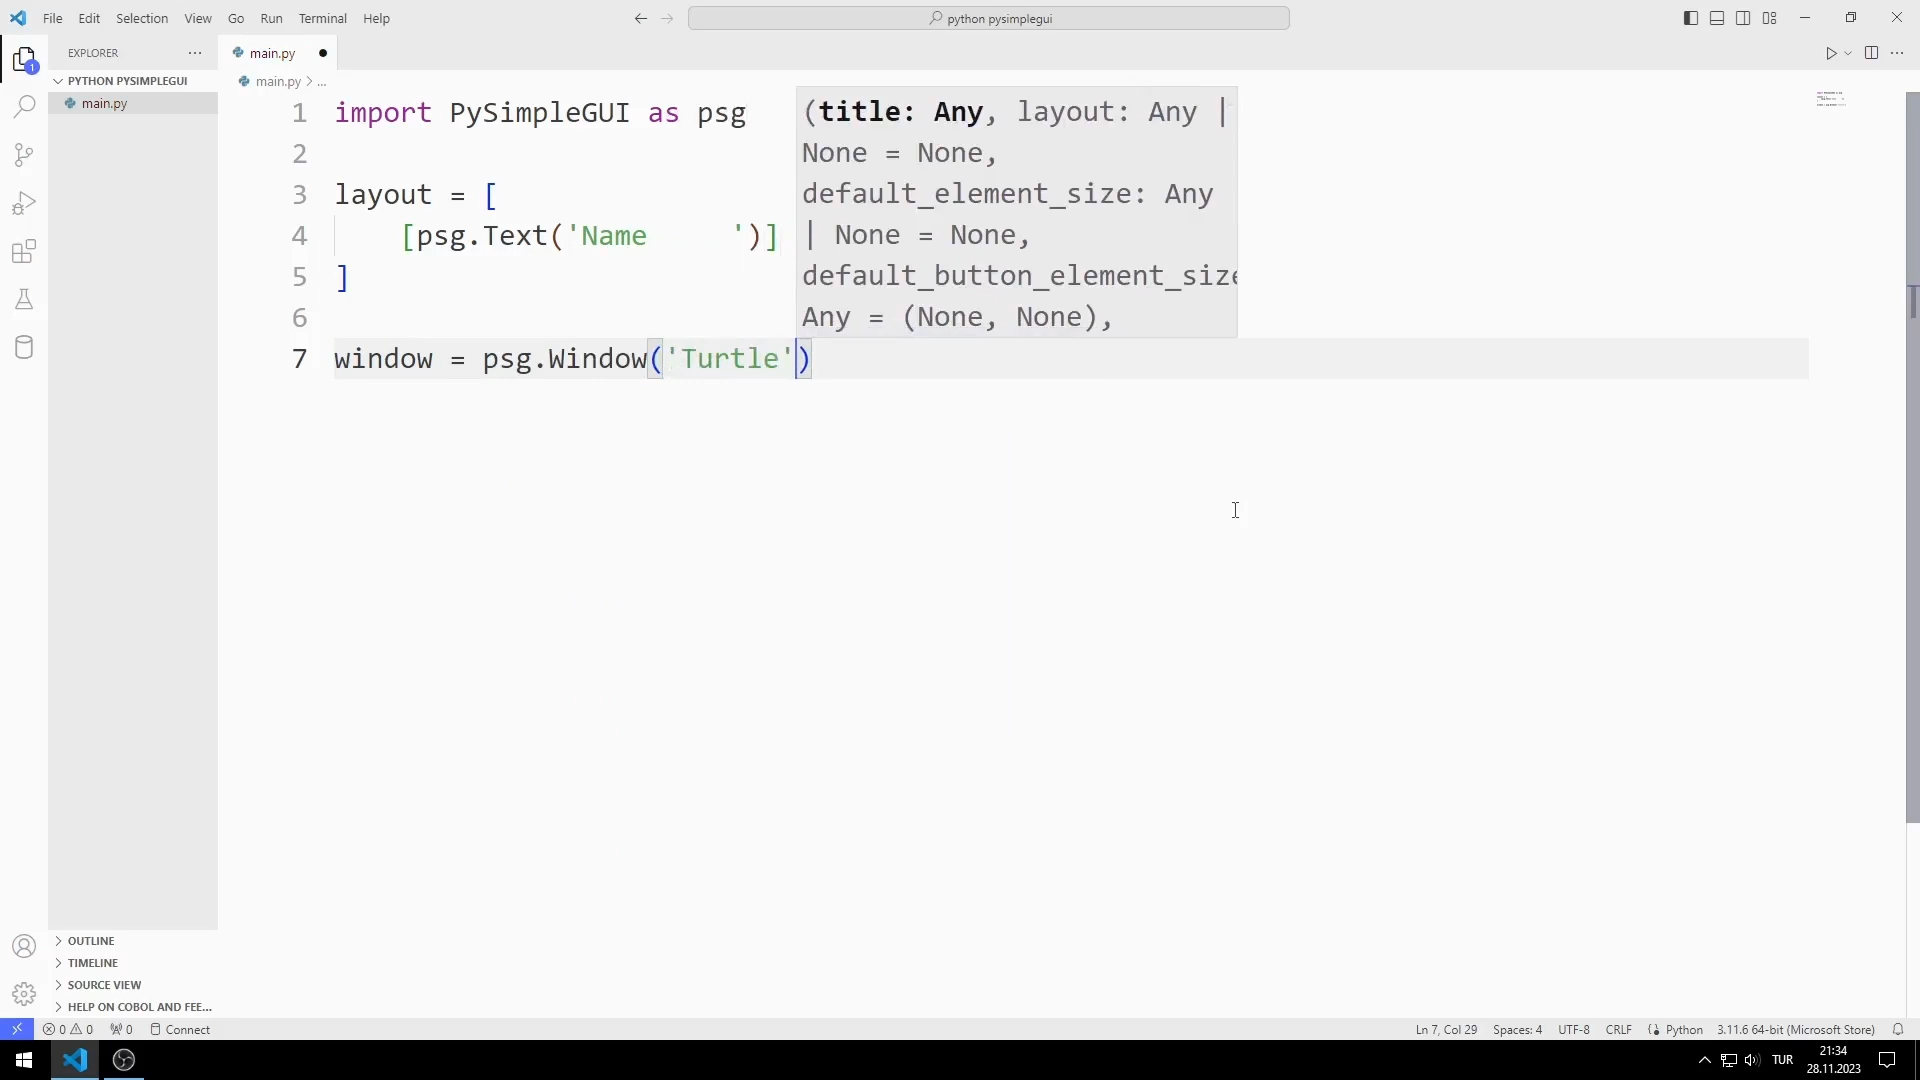 File Edit Selection View Go Run Terminal Help
python pysimplegui
EXPLORER
PYTHON PYSIMPLEGUI
main.py
main.py
main.py > ...
1 import PySimpleGUI as psg
2
3 layout = [
4 [psg.Text('Name     ')]
5 ]
6
7 window = psg.Window('Turtle')
(title: Any, layout: Any |
None = None,
default_element_size: Any
| None = None,
default_button_element_size
Any = (None, None),
1
OUTLINE
TIMELINE
SOURCE VIEW
HELP ON COBOL AND FEE...
0 0 0 Connect
Ln 7, Col 29 Spaces: 4 UTF-8 CRLF Python 3.11.6 64-bit (Microsoft Store)
TUR
21:34
28.11.2023